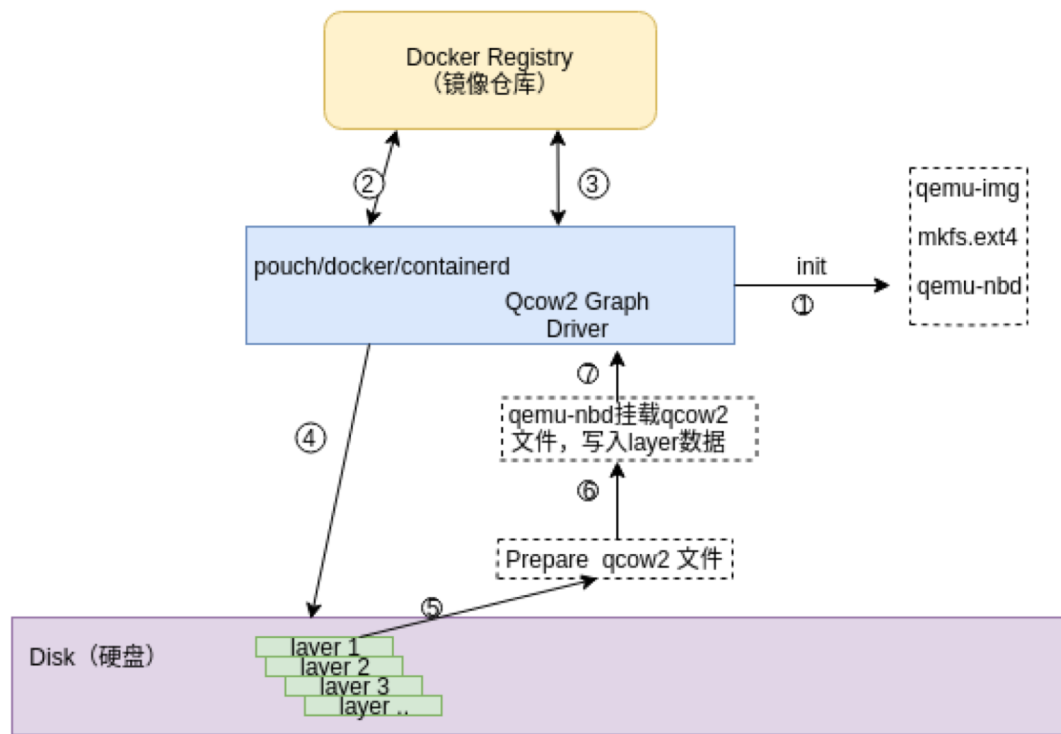 Docker Registry
（镜像仓库）
②
③
qemu-img
mkfs.ext4
qemu-nbd
pouch/docker/containerd
init
①
Qcow2 Graph
Driver
⑦
qemu-nbd挂载qcow2
文件，写入layer数据
④
⑥
Prepare qcow2 文件
⑤
Disk（硬盘）
layer 1
layer 2
layer 3
layer ..